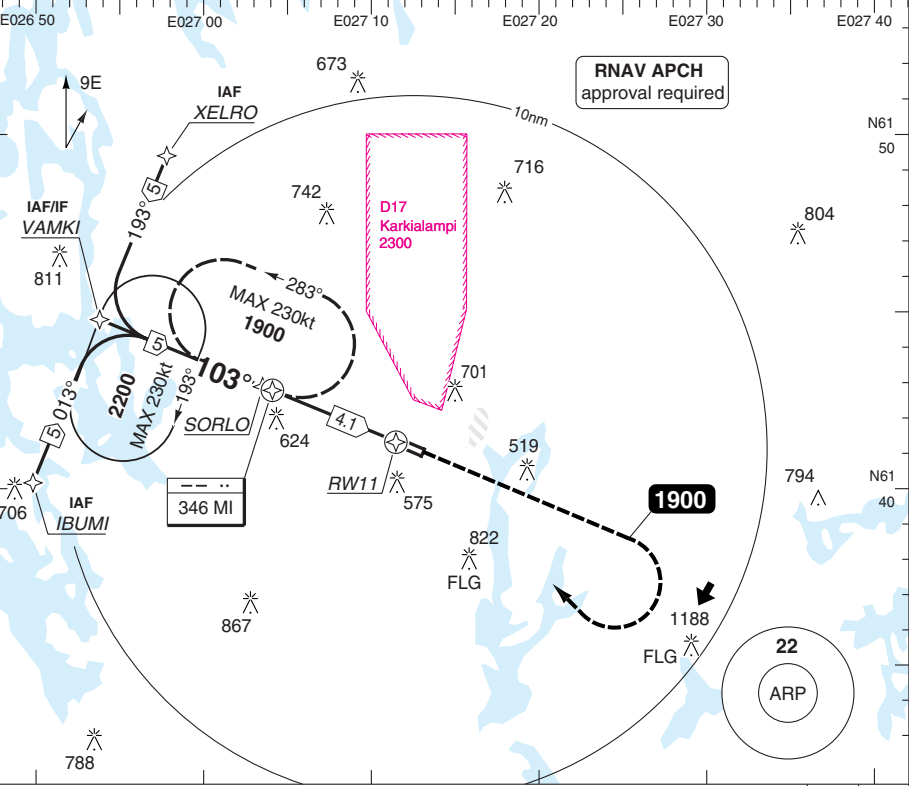 E026 50
E027 00
E027 10
E027 20
E027 30
E027 40
9E
673
RNAV APCH
approval required
IAF
XELRO
10nm
N61
50
5
193°
742
716
D17
Karkialampi
2300
804
IAF/IF
VAMKI
811
283°
MAX 230kt
1900
5
103°
2200
MAX 230kt
193°
013°
5
701
SORLO
624
4.1
519
RW11
575
346 MI
706
IAF
IBUMI
794
N61
40
1900
822
FLG
867
1188
FLG
22
ARP
788